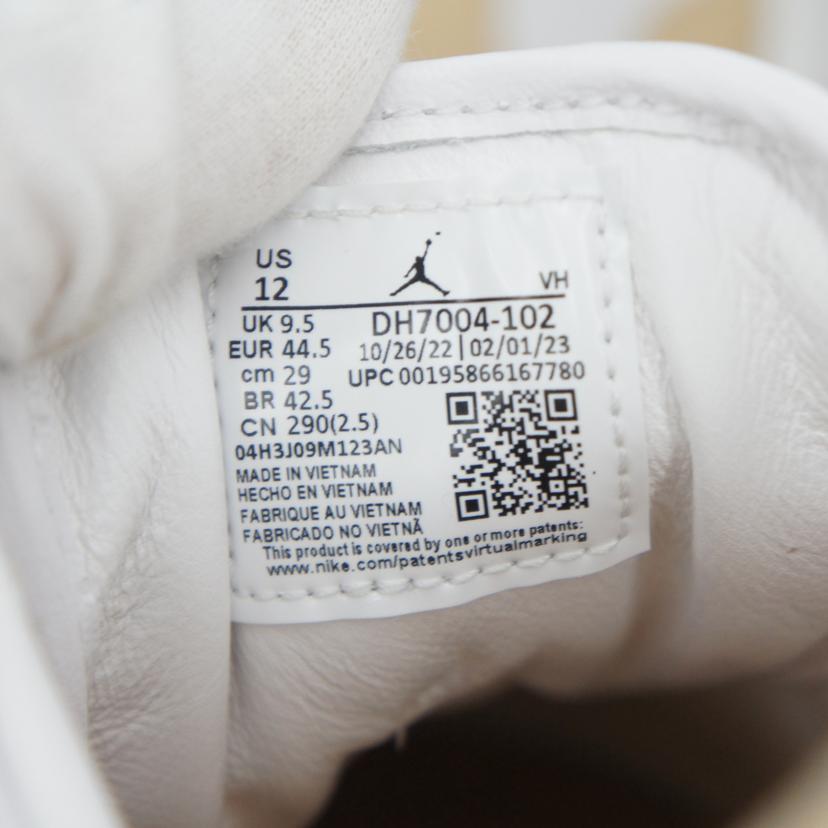 US
12 VH
UK 9.5 DH7004-102
EUR 44.5 10/26/22 | 02/01/23
cm 29 UPC 00195866167780
BR 42.5
CN 290(2.5)
04H3J09M123AN
MADE IN VIETNAM
HECHO EN VIETNAM
FABRIQUE AU VIETNAM
FABRICADO NO VIETNÃ
This product is covered by one or more patents:
www.nike.com/patentsvirtualmarking